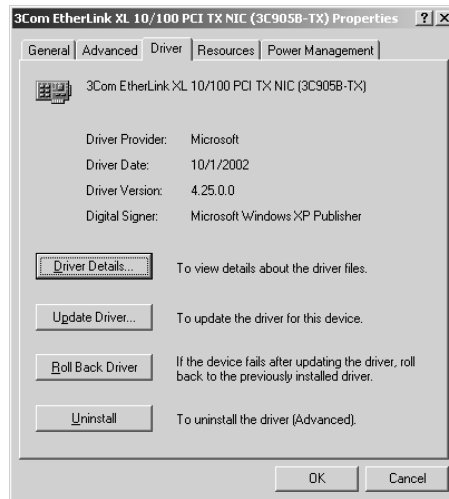 3Com EtherLink XL 10/100 PCI TX NIC (3C905B-TX) Properties
General Advanced Driver Resources Power Management
3Com EtherLink XL 10/100 PCI TX NIC (3C905B-TX)
Driver Provider: Microsoft
Driver Date: 10/1/2002
Driver Version: 4.25.0.0
Digital Signer: Microsoft Windows XP Publisher
Driver Details... To view details about the driver files.
Update Driver... To update the driver for this device.
Roll Back Driver If the device fails after updating the driver, roll
back to the previously installed driver.
Uninstall To uninstall the driver (Advanced).
OK Cancel